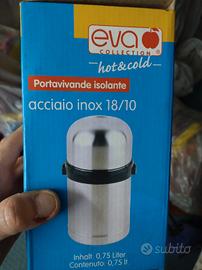 eva
COLLECTION
hot&cold
Portavivande isolante
acciaio inox 18/10
Inhalt: 0,75 Liter
Contenuto: 0,75 lt
subito